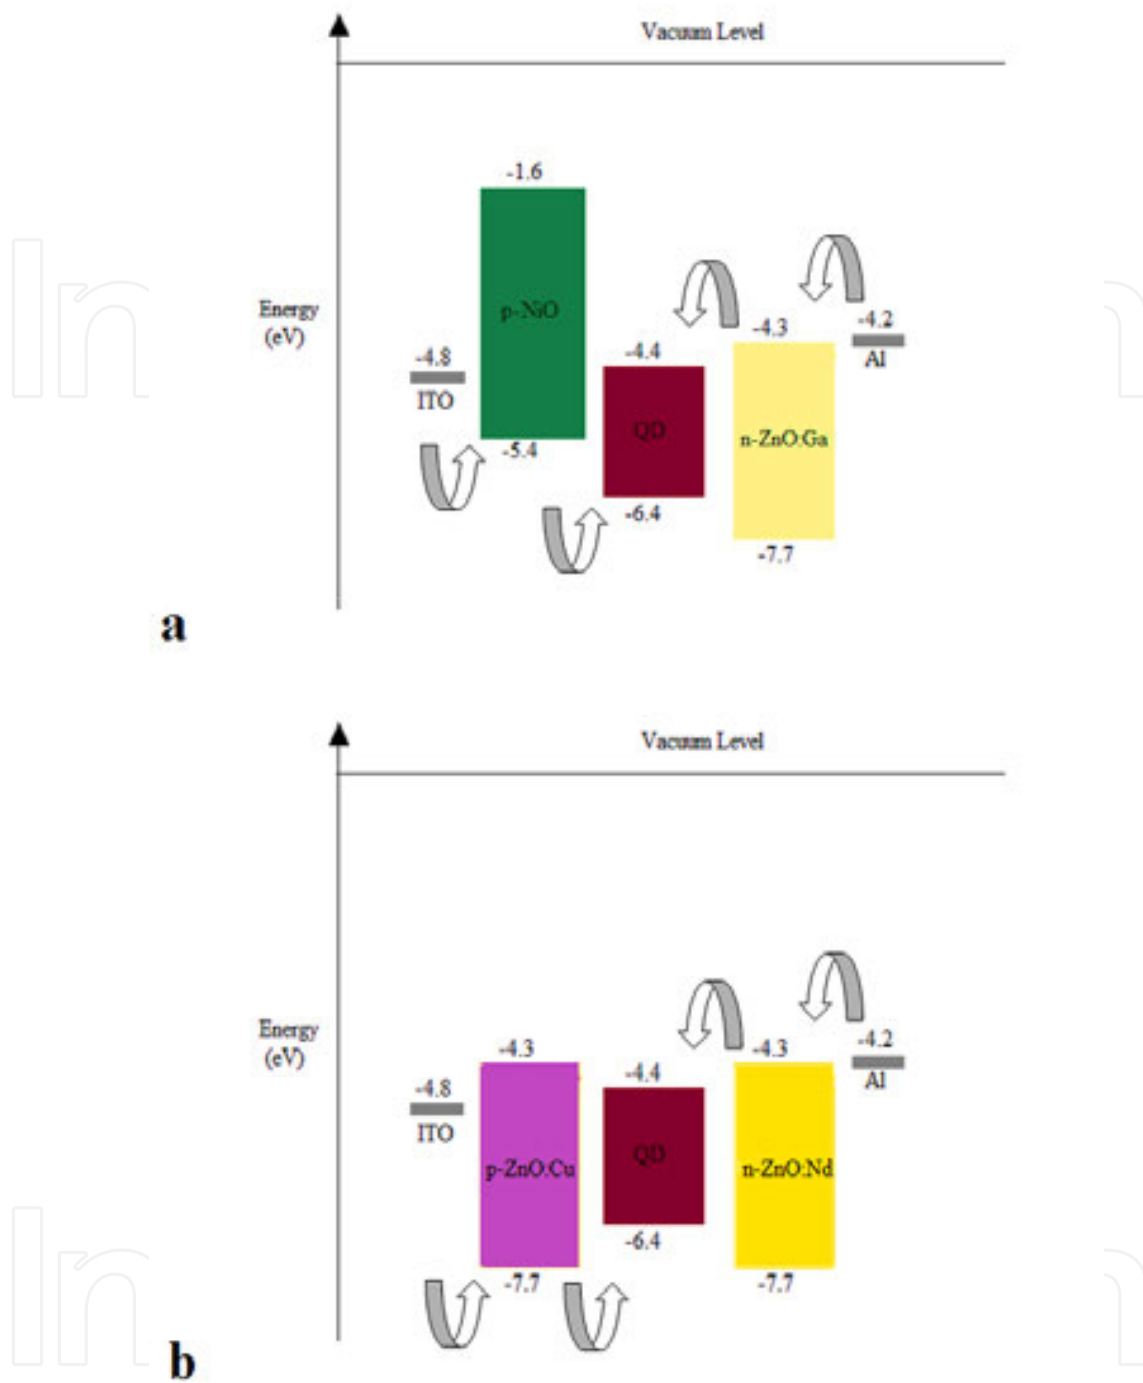 Vacuum Level
-1.6
p-NiO
Energy
(eV)
-4.8
ITO
-5.4
-4.4
QD
-6.4
-4.3
n-ZnO:Ga
-7.7
-4.2
Al
a
Vacuum Level
Energy
(eV)
-4.8
ITO
-4.3
p-ZnO:Cu
-7.7
-4.4
QD
-6.4
-4.3
n-ZnO:Nd
-7.7
-4.2
Al
b